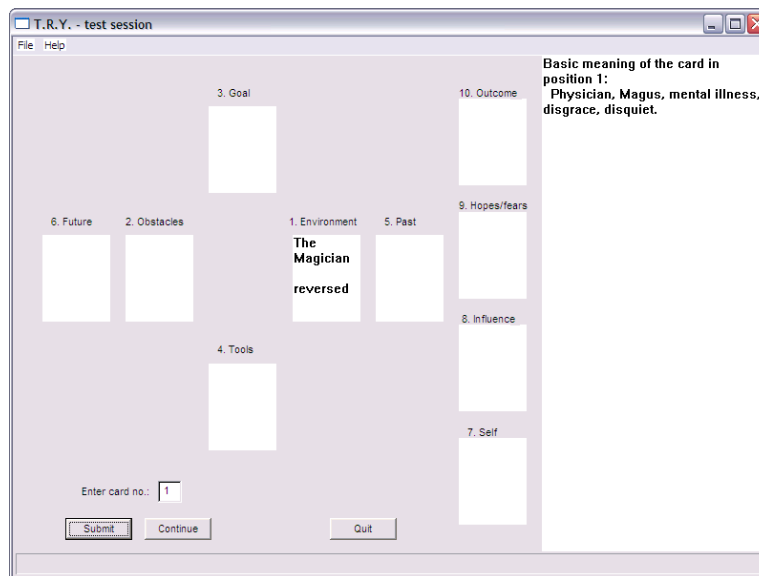 T.R.Y. - test session
File Help
Basic meaning of the card in
position 1:
Physician, Magus, mental illness,
disgrace, disquiet.
3. Goal
10. Outcome
6. Future
2. Obstacles
1. Environment
5. Past
9. Hopes/fears
The
Magician
reversed
8. Influence
4. Tools
7. Self
Enter card no.: 1
Submit
Continue
Quit